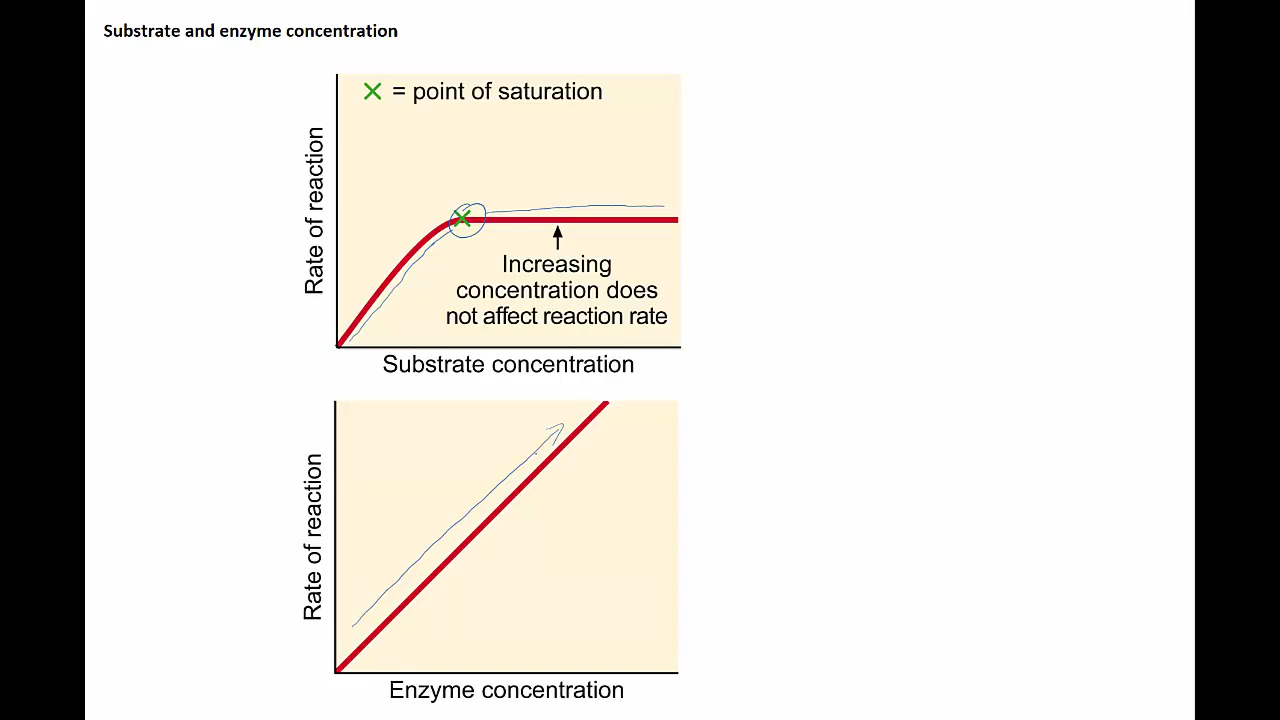 Substrate and enzyme concentration
X = point of saturation
Rate of reaction
Increasing
concentration does
not affect reaction rate
Substrate concentration
Rate of reaction
Enzyme concentration